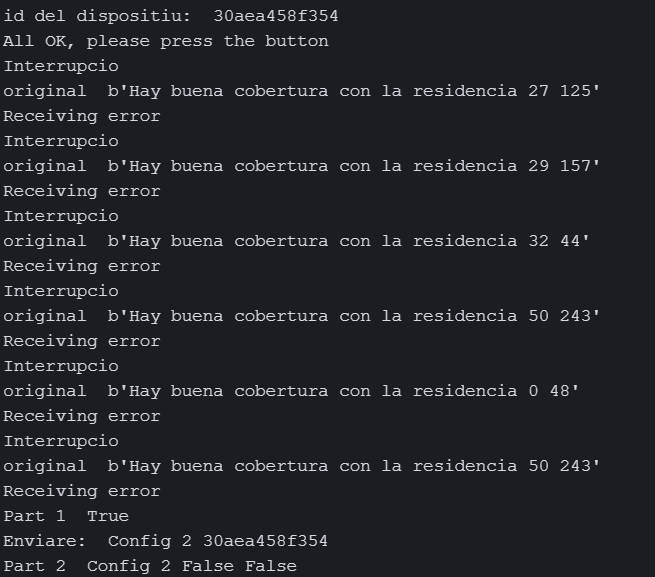 id del dispositiu:  30aea458f354
All OK, please press the button
Interrupcio
original  b'Hay buena cobertura con la residencia 27 125'
Receiving error
Interrupcio
original  b'Hay buena cobertura con la residencia 29 157'
Receiving error
Interrupcio
original  b'Hay buena cobertura con la residencia 32 44'
Receiving error
Interrupcio
original  b'Hay buena cobertura con la residencia 50 243'
Receiving error
Interrupcio
original  b'Hay buena cobertura con la residencia 0 48'
Receiving error
Interrupcio
original  b'Hay buena cobertura con la residencia 50 243'
Receiving error
Part 1  True
Enviare:  Config 2 30aea458f354
Part 2  Config 2 False False